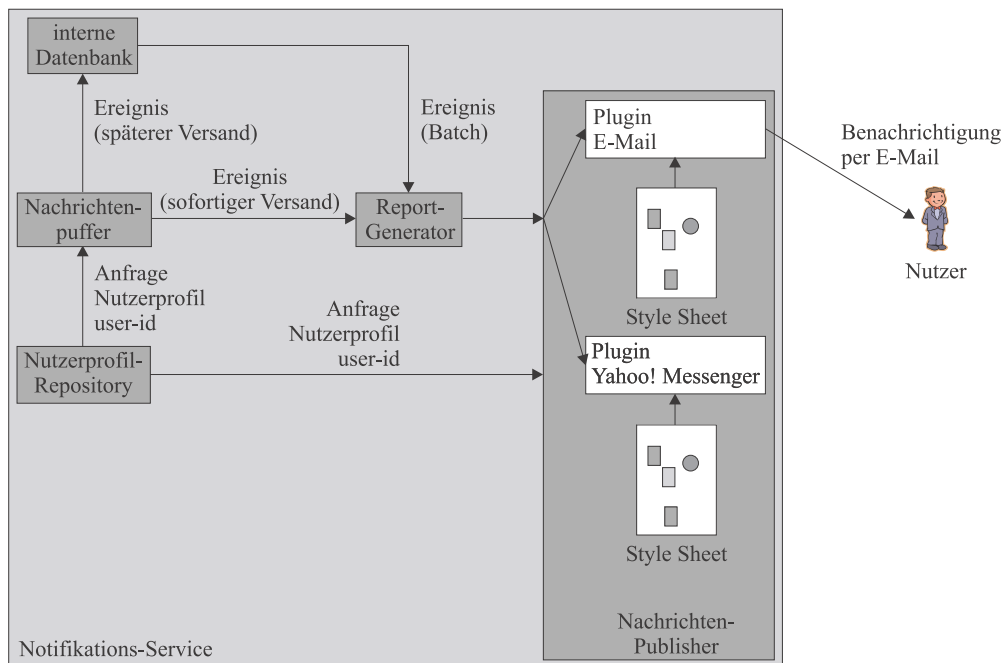 interne
Datenbank
Ereignis
(späterer Versand)
Ereignis
(Batch)
Ereignis
(sofortiger Versand)
Nachrichten-
puffer
Report-
Generator
Anfrage
Nutzerprofil
user-id
Nutzerprofil-
Repository
Anfrage
Nutzerprofil
user-id
Plugin
E-Mail
Style Sheet
Plugin
Yahoo! Messenger
Style Sheet
Nachrichten-
Publisher
Benachrichtigung
per E-Mail
Nutzer
Notifikations-Service